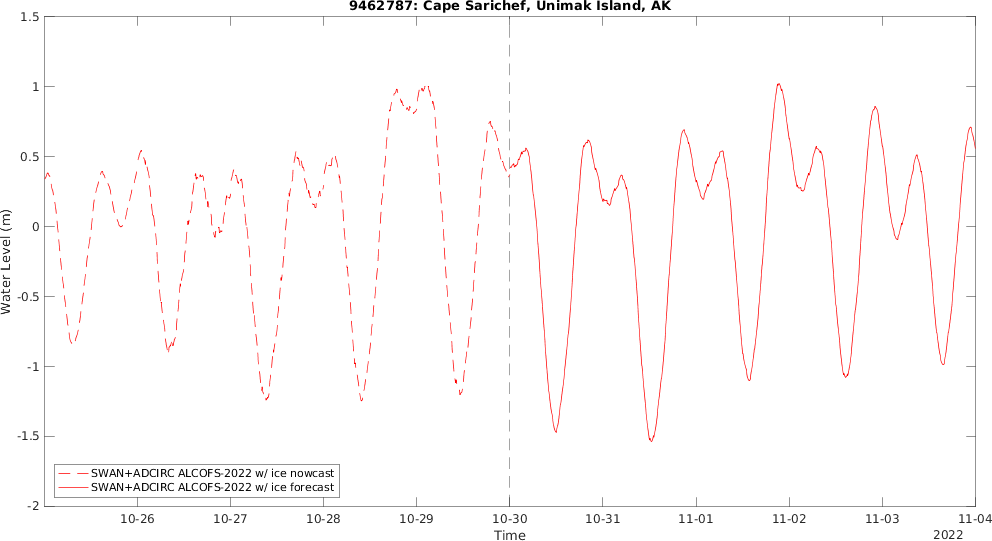 9462787: Cape Sarichef, Unimak Island, AK
1.5
1
0.5
0
-0.5
-1
-1.5
-2
Water Level (m)
SWAN+ADCIRC ALCOFS-2022 w/ ice nowcast
SWAN+ADCIRC ALCOFS-2022 w/ ice forecast
10-26 10-27 10-28 10-29 10-30 10-31 11-01 11-02 11-03 11-04
Time
2022